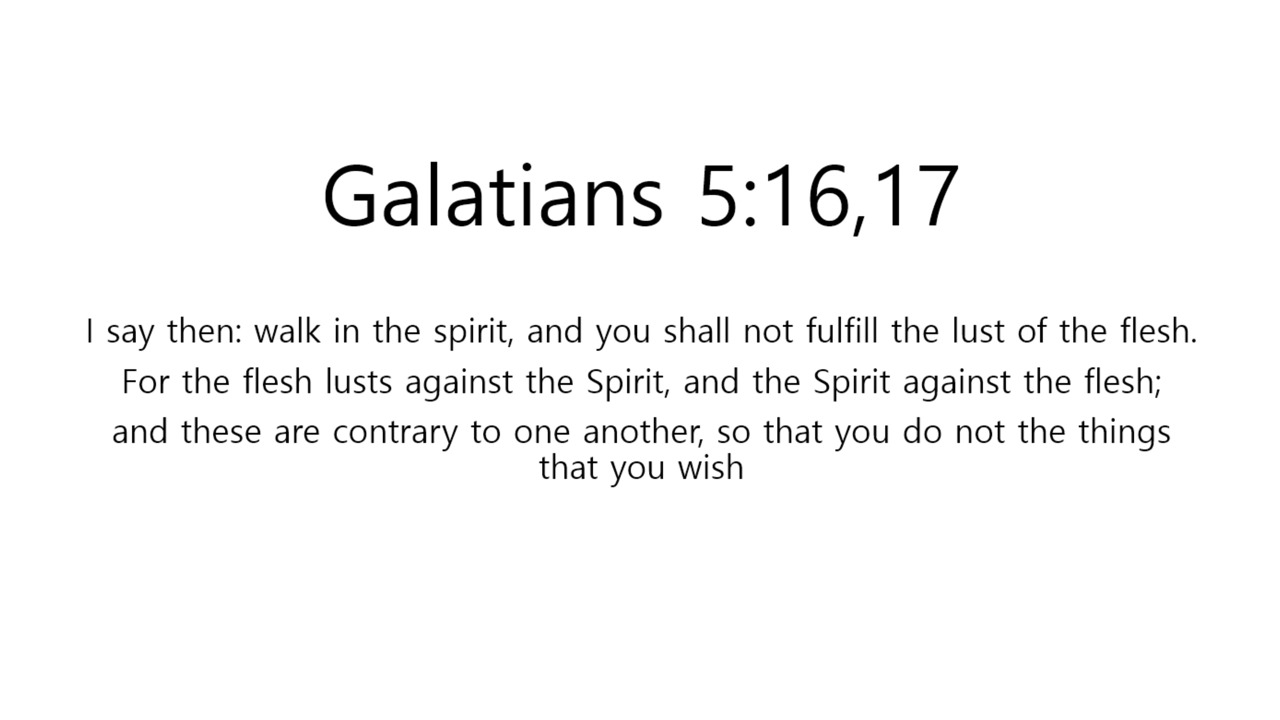 Galatians 5:16,17
I say then: walk in the spirit, and you shall not fulfill the lust of the flesh.
For the flesh lusts against the Spirit, and the Spirit against the flesh;
and these are contrary to one another, so that you do not the things
that you wish